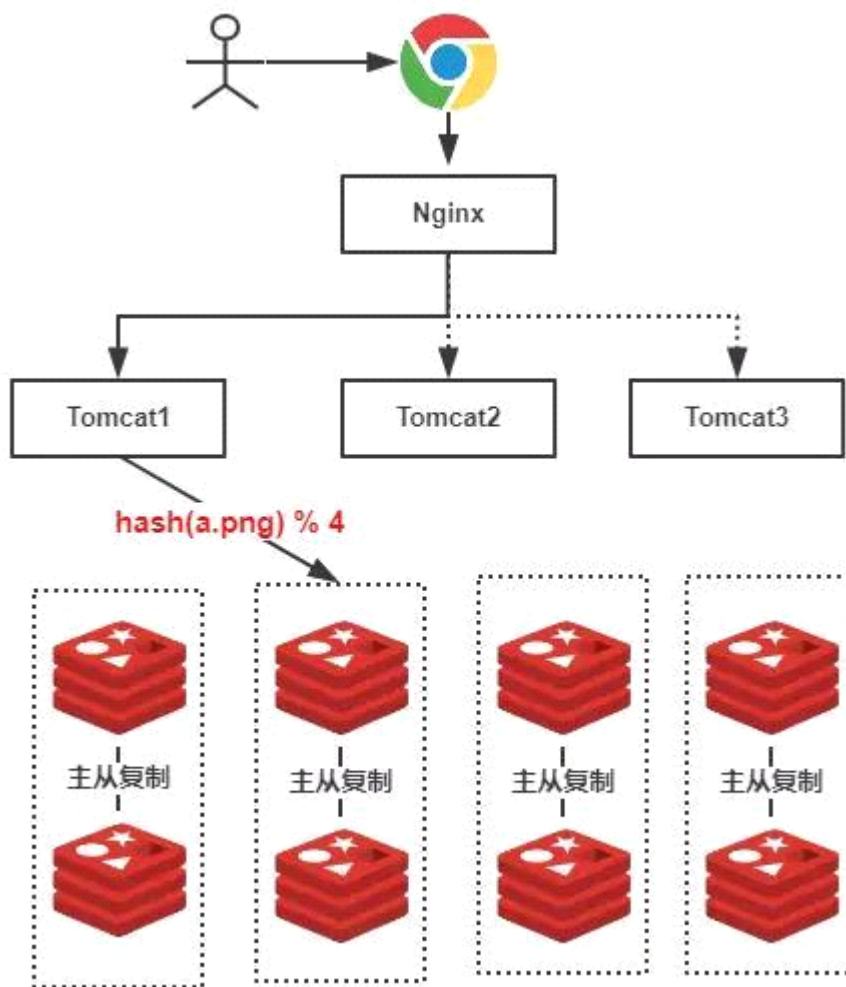 Nginx
Tomcat1
Tomcat2
Tomcat3
hash(a.png) % 4
主从复制
主从复制
主从复制
主从复制